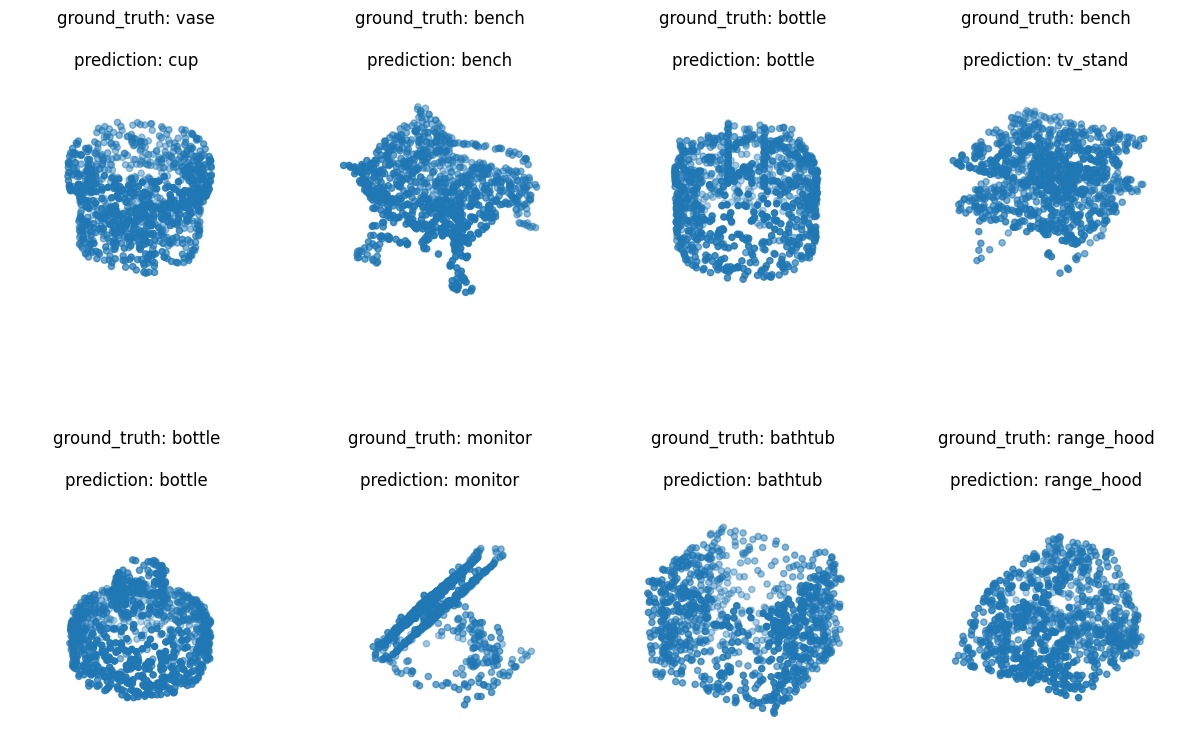 ground_truth: vase
prediction: cup
ground_truth: bench
prediction: bench
ground_truth: bottle
prediction: bottle
ground_truth: bench
prediction: tv_stand
ground_truth: bottle
prediction: bottle
ground_truth: monitor
prediction: monitor
ground_truth: bathtub
prediction: bathtub
ground_truth: range_hood
prediction: range_hood